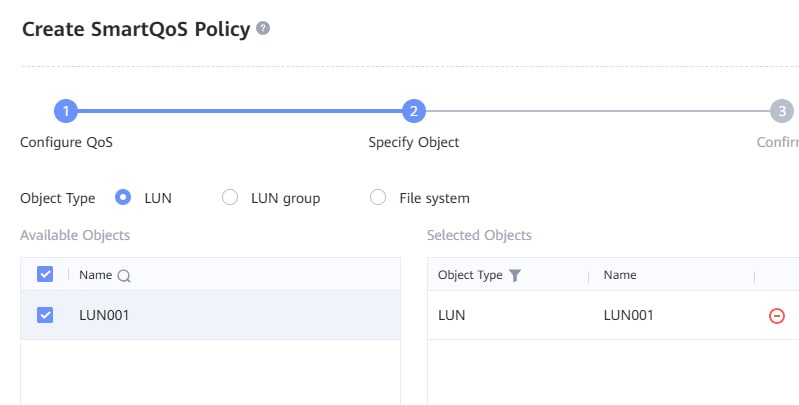 Create SmartQoS Policy ?
1 2 3
Configure QoS Specify Object
Object Type LUN LUN group File system
Available Objects Selected Objects
Name Object Type Name
LUN001 LUN LUN001